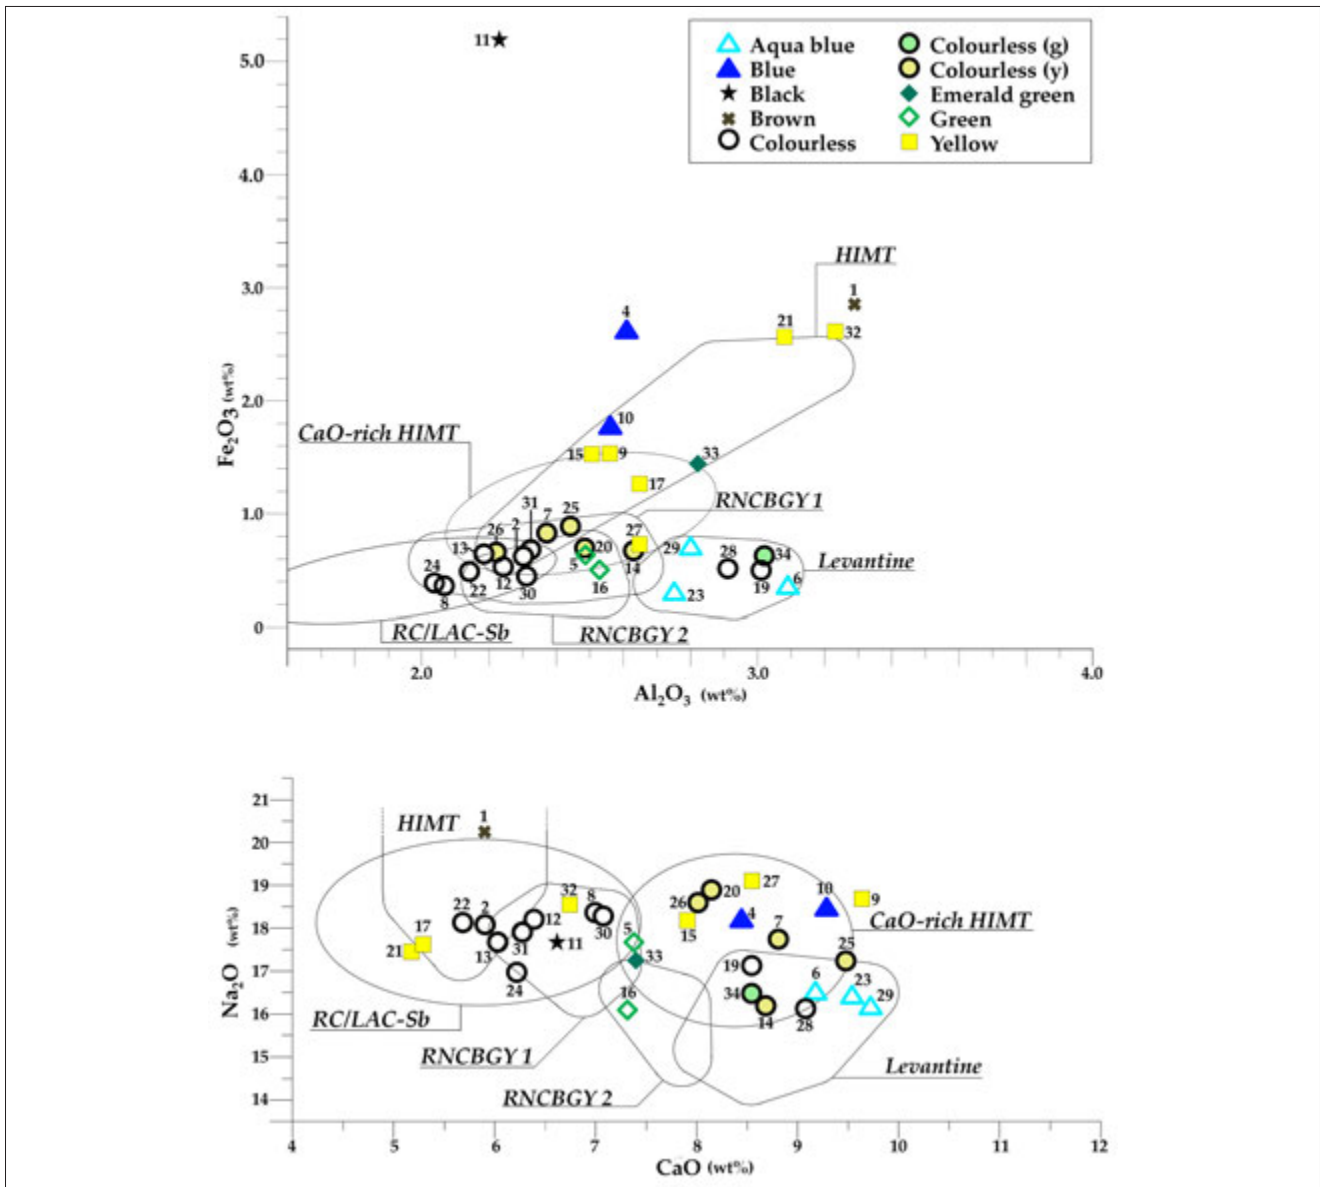 5.0
4.0
3.0
2.0
1.0
0
Fe2O3 (wt%)
2.0 3.0 4.0
Al2O3 (wt%)
Aqua blue
Blue
Black
Brown
Colourless
Colourless (g)
Colourless (y)
Emerald green
Green
Yellow
11
HIMT
1
21
32
4
10
CaO-rich HIMT
15
9
33
17
RNCBGY 1
31
25
7
2
26
27
13
20
29
28
34
Levantine
24
5
14
12
16
19
6
22
30
23
8
RC/LAC-Sb
RNCBGY 2
21
20
19
18
17
16
15
14
Na2O (wt%)
4 5 6 7 8 9 10 11 12
CaO (wt%)
HIMT
1
22
2
32
8
20
27
10
9
26
12
30
4
CaO-rich HIMT
17
5
15
7
21
13
31
11
33
25
24
19
6
23
29
16
34
14
28
RC/LAC-Sb
RNCBGY 1
Levantine
RNCBGY 2